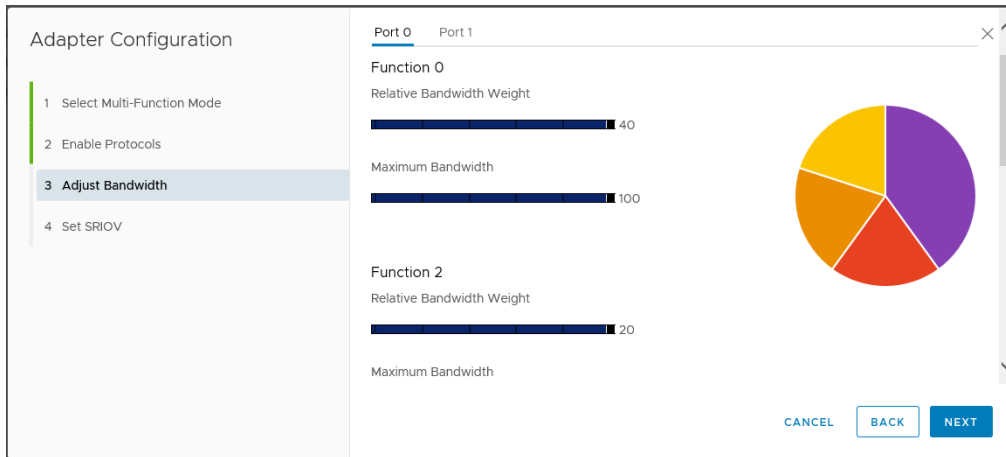 Adapter Configuration
1 Select Multi-Function Mode
2 Enable Protocols
3 Adjust Bandwidth
4 Set SRIOV
Port 0 Port 1
Function 0
Relative Bandwidth Weight
40
Maximum Bandwidth
100
Function 2
Relative Bandwidth Weight
20
Maximum Bandwidth
CANCEL BACK NEXT